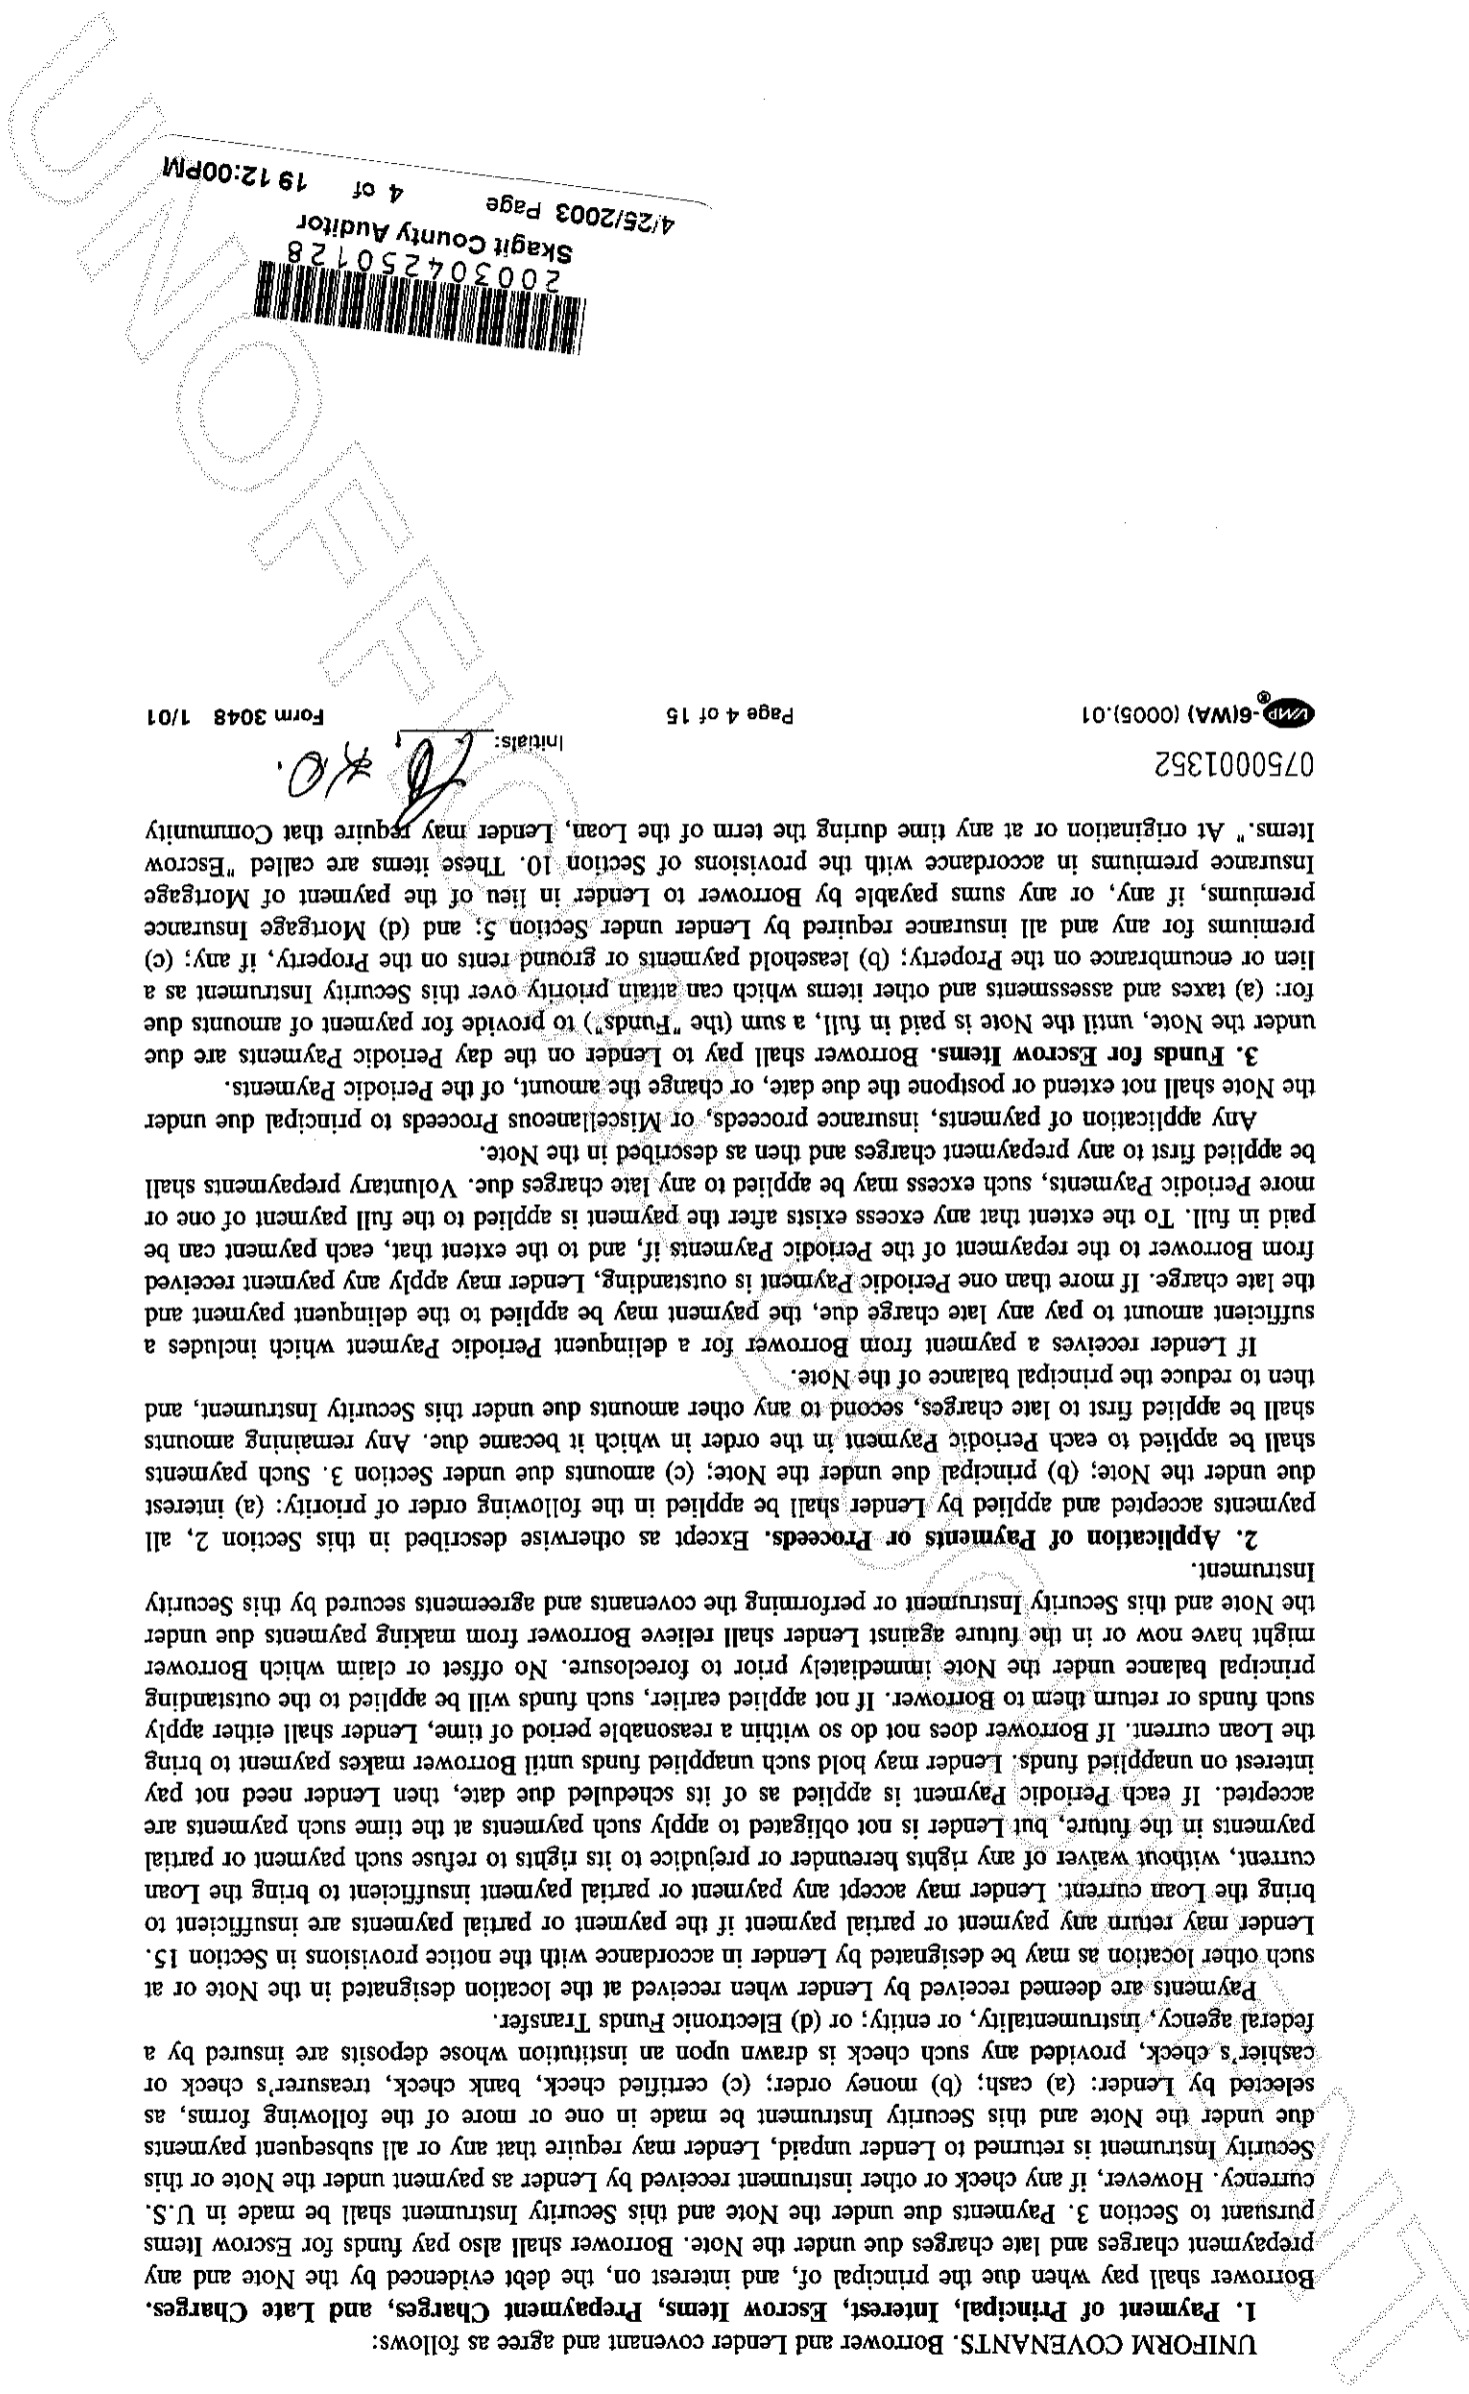 UNIFORM COVENANTS. Borrower and Lender covenant and agree as follows:
1. Payment of Principal, Interest, Escrow Items, Prepayment Charges, and Late Charges.
Borrower shall pay when due the principal of, and interest on, the debt evidenced by the Note and any
prepayment charges and late charges due under the Note. Borrower shall also pay funds for Escrow Items
pursuant to Section 3. Payments due under the Note and this Security Instrument shall be made in U.S.
currency. However, if any check or other instrument received by Lender as payment under the Note or this
Security Instrument is returned to Lender unpaid, Lender may require that any or all subsequent payments
due under the Note and this Security Instrument be made in one or more of the following forms, as
selected by Lender: (a) cash; (b) money order; (c) certified check, bank check, treasurer's check or
cashier's check, provided any such check is drawn upon an institution whose deposits are insured by a
federal agency, instrumentality, or entity; or (d) Electronic Funds Transfer.
Payments are deemed received by Lender when received at the location designated in the Note or at
such other location as may be designated by Lender in accordance with the notice provisions in Section 15.
Lender may return any payment or partial payment if the payment or partial payments are insufficient to
bring the Loan current. Lender may accept any payment or partial payment insufficient to bring the Loan
current, without waiver of any rights hereunder or prejudice to its rights to refuse such payment or partial
payments in the future, but Lender is not obligated to apply such payments at the time such payments are
accepted. If each Periodic Payment is applied as of its scheduled due date, then Lender need not pay
interest on unapplied funds. Lender may hold such unapplied funds until Borrower makes payment to bring
the Loan current. If Borrower does not do so within a reasonable period of time, Lender shall either apply
such funds or return them to Borrower. If not applied earlier, such funds will be applied to the outstanding
principal balance under the Note immediately prior to foreclosure. No offset or claim which Borrower
might have now or in the future against Lender shall relieve Borrower from making payments due under
the Note and this Security Instrument or performing the covenants and agreements secured by this Security
Instrument.
2. Application of Payments or Proceeds. Except as otherwise described in this Section 2, all
payments accepted and applied by Lender shall be applied in the following order of priority: (a) interest
due under the Note; (b) principal due under the Note; (c) amounts due under Section 3. Such payments
shall be applied to each Periodic Payment in the order in which it became due. Any remaining amounts
shall be applied first to late charges, second to any other amounts due under this Security Instrument, and
then to reduce the principal balance of the Note.
If Lender receives a payment from Borrower for a delinquent Periodic Payment which includes a
sufficient amount to pay any late charge due, the payment may be applied to the delinquent payment and
the late charge. If more than one Periodic Payment is outstanding, Lender may apply any payment received
from Borrower to the repayment of the Periodic Payments if, and to the extent that, each payment can be
paid in full. To the extent that any excess exists after the payment is applied to the full payment of one or
more Periodic Payments, such excess may be applied to any late charges due. Voluntary prepayments shall
be applied first to any prepayment charges and then as described in the Note.
Any application of payments, insurance proceeds, or Miscellaneous Proceeds to principal due under
the Note shall not extend or postpone the due date, or change the amount, of the Periodic Payments.
3. Funds for Escrow Items. Borrower shall pay to Lender on the day Periodic Payments are due
under the Note, until the Note is paid in full, a sum (the "Funds") to provide for payment of amounts due
for: (a) taxes and assessments and other items which can attain priority over this Security Instrument as a
lien or encumbrance on the Property; (b) leasehold payments or ground rents on the Property, if any; (c)
premiums for any and all insurance required by Lender under Section 5; and (d) Mortgage Insurance
premiums, if any, or any sums payable by Borrower to Lender in lieu of the payment of Mortgage
Insurance premiums in accordance with the provisions of Section 10. These items are called "Escrow
Items." At origination or at any time during the term of the Loan, Lender may require that Community
0750001352
Initials:
VMP-6(WA) (0005).01 Page 4 of 15 Form 3048 1/01
200304250128
Skagit County Auditor
4/25/2003 Page 4 of 19 12:00PM
UNOFFICIAL DOCUMENT